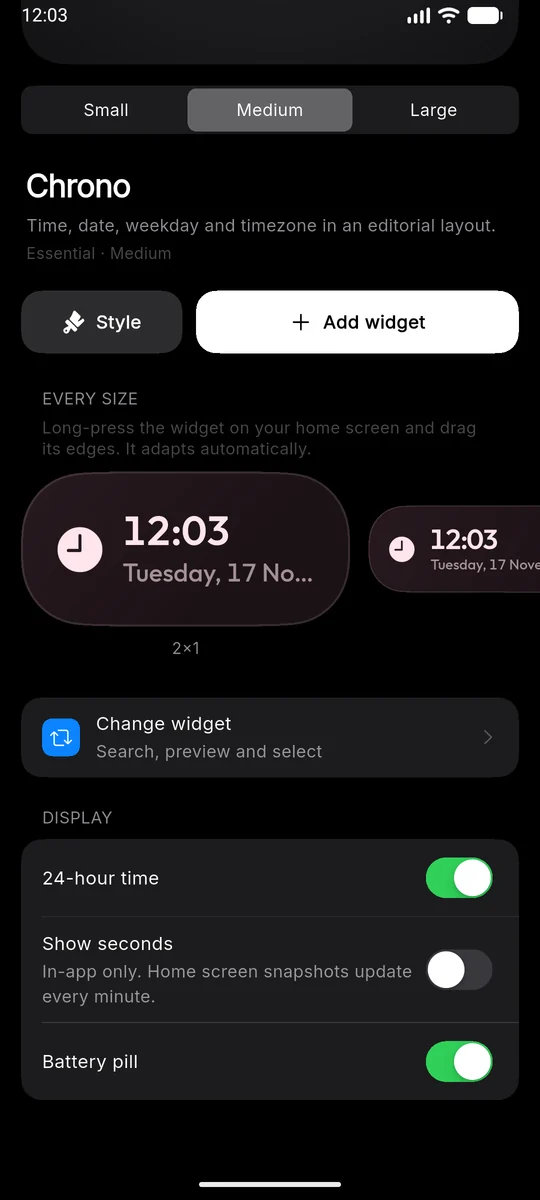 12:03
Small
Medium
Large
Chrono
Time, date, weekday and timezone in an editorial layout.
Essential · Medium
Style
Add widget
EVERY SIZE
Long-press the widget on your home screen and drag
its edges. It adapts automatically.
12:03
Tuesday, 17 No...
12:03
Tuesday, 17 Nove
2×1
Change widget
Search, preview and select
DISPLAY
24-hour time
Show seconds
In-app only. Home screen snapshots update
every minute.
Battery pill